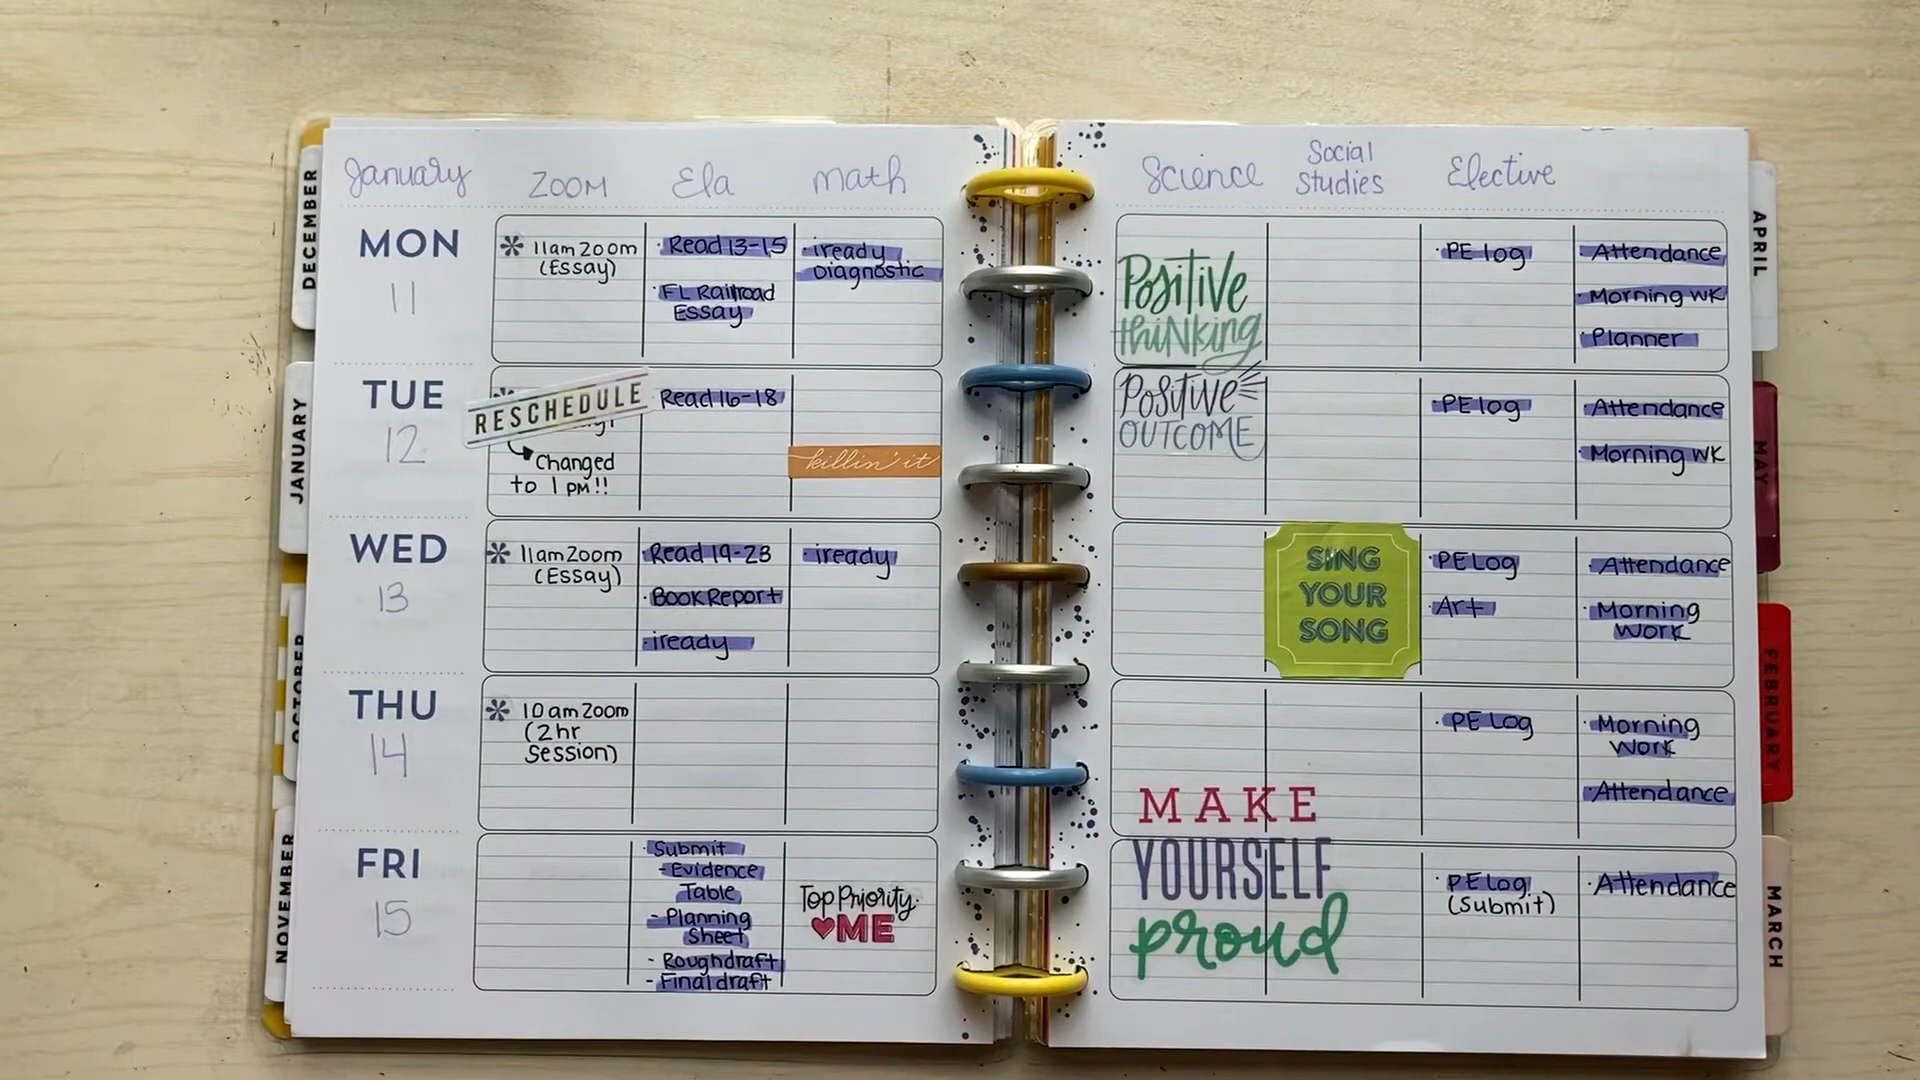 January
ZOOM
Ela
math
Science
Social
Studies
Elective
MON
11
* 11am Zoom
(Essay)
· Read 13-15
· FL Railroad
Essay
· iready
Diagnostic
Positive
thinking
· PE log
· Attendance
· Morning WK
· Planner
TUE
12
RESCHEDULE
Changed
to 1 PM!!
Read 16-18
killin' it
Positive
OUTCOME
· PE log
· Attendance
· Morning WK
WED
13
* 11am Zoom
(Essay)
· Read 19-23
· Book Report
· iready
· iready
SING
YOUR
SONG
· PE Log
· Art
· Attendance
· Morning
Work
THU
14
* 10am Zoom
(2hr
Session)
· PE Log
· Morning
Work
· Attendance
MAKE
YOURSELF
proud
FRI
15
· Submit
- Evidence
Table
- Planning
Sheet
- Rough draft
- Final draft
Top Priority
ME
· PE Log
(Submit)
· Attendance
DECEMBER
JANUARY
OCTOBER
NOVEMBER
APRIL
MAY
FEBRUARY
MARCH